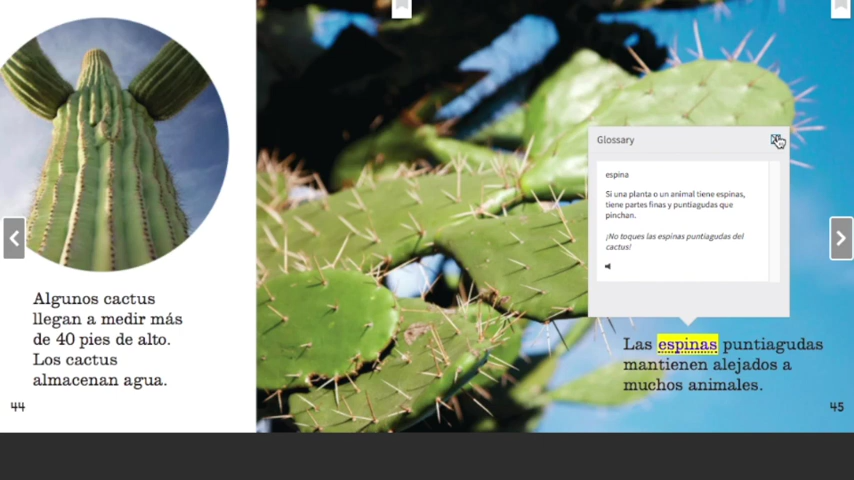 Algunos cactus
llegan a medir más
de 40 pies de alto.
Los cactus
almacenan agua.
44
Glossary
espina
Si una planta o un animal tiene espinas,
tiene partes finas y puntiagudas que
pinchan.
¡No toques las espinas puntiagudas del
cactus!
Las espinas puntiagudas
mantienen alejados a
muchos animales.
45